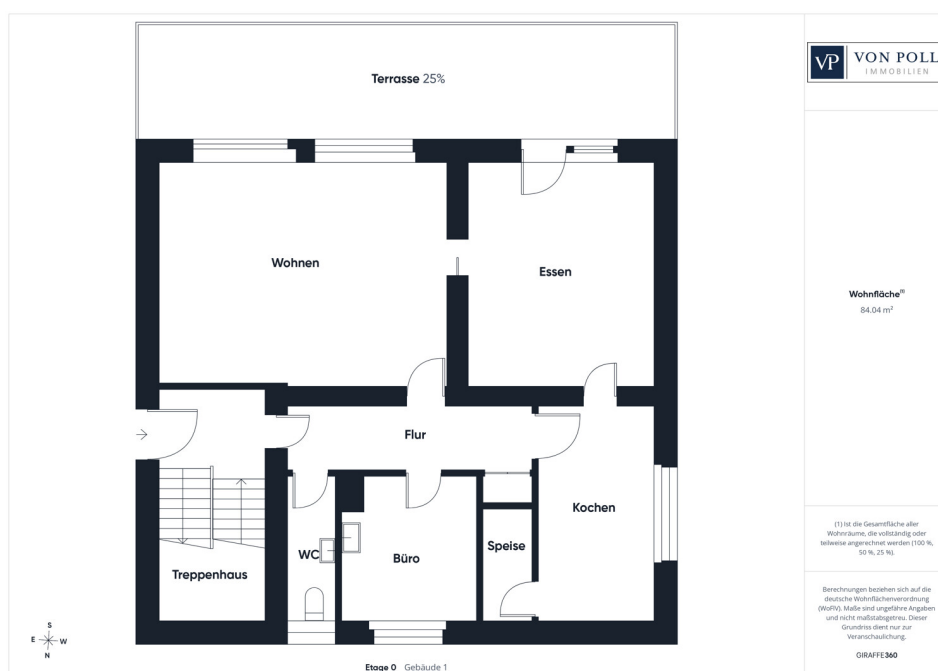 Terrasse 25%
VP VON POLL
IMMOBILIEN
Wohnen
Essen
Wohnfläche(1)
84.04 m²
Flur
Kochen
WC
Büro
Speise
Treppenhaus
(1) Ist die Gesamtfläche aller
Wohnräume, die vollständig oder
teilweise angerechnet werden (100 %,
50 %, 25 %).
Berechnungen beziehen sich auf die
deutsche Wohnflächenverordnung
(WoFlV). Maße sind ungefähre Angaben
und nicht maßstabsgetreu. Dieser
Grundriss dient nur zur
Veranschaulichung.
GIRAFFE360
S
E W
N
Etage 0 Gebäude 1